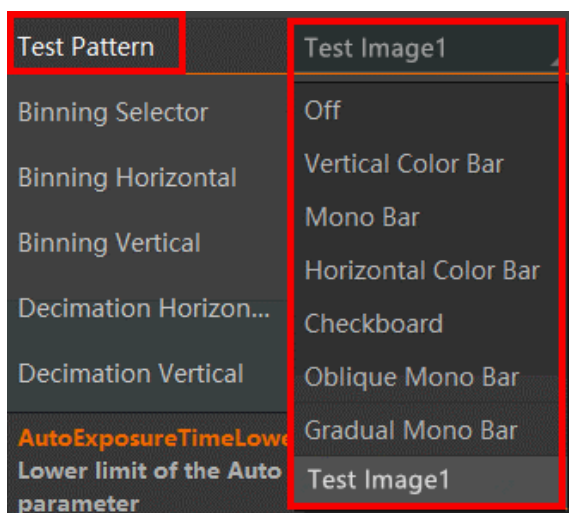 Test Pattern
Test Image1
Binning Selector
Off
Binning Horizontal
Vertical Color Bar
Mono Bar
Binning Vertical
Horizontal Color Bar
Decimation Horizon...
Checkboard
Decimation Vertical
Oblique Mono Bar
AutoExposureTimeLowe
Gradual Mono Bar
Lower limit of the Auto
Test Image1
parameter